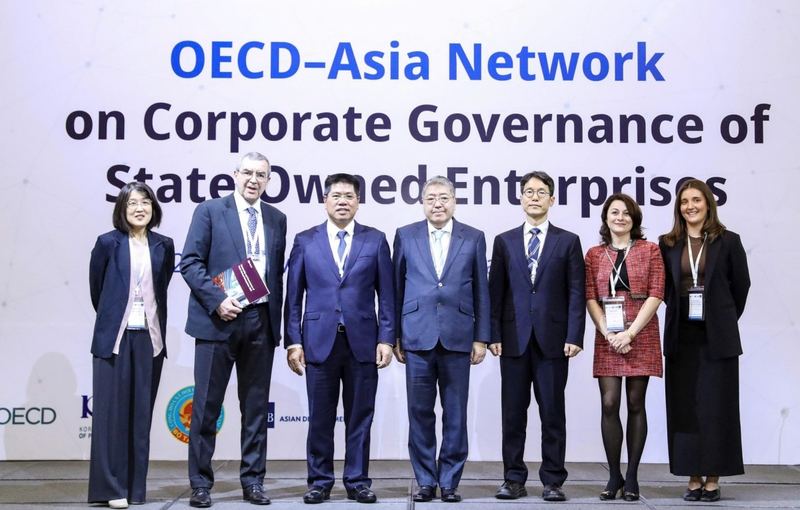 OECD–Asia Network
on Corporate Governance of
State-Owned Enterprises
OECD
ASIAN DE